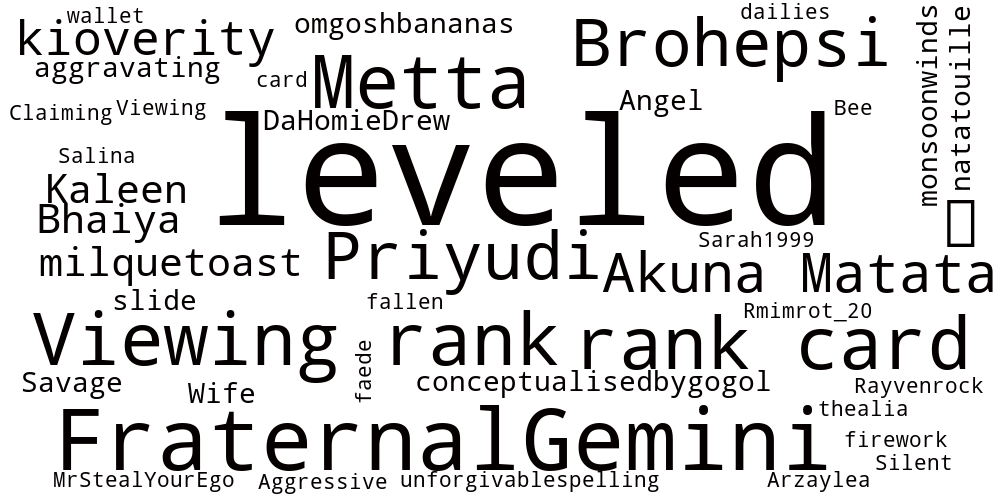 wallet
kioverity
omgoshbananas
dailies
Brohepsi
monsoonwinds
natatouille
aggravating
card
Metta
Angel
Bee
Claiming
Viewing
DaHomieDrew
leveled
Salina
Kaleen
Bhaiya
milquetoast
Priyudi
Sarah1999
Akuna Matata
slide
fallen
Rmimrot_20
Viewing
rank
rank
card
faede
Savage
Wife
conceptualisedbygogol
Rayvenrock
thealia
FraternalGemini
firework
Silent
MrStealYourEgo
Aggressive
unforgivablespelling
Arzaylea